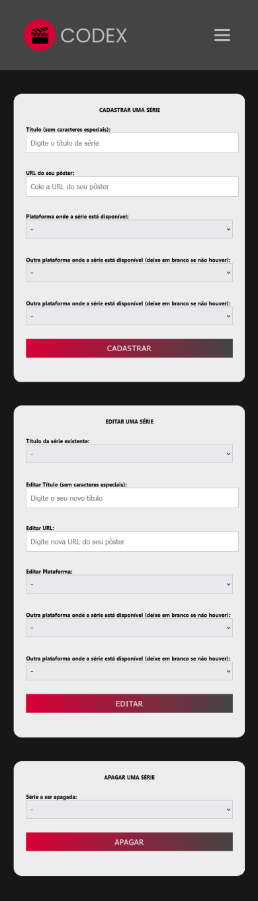 CODEX
CADASTRAR UMA SÉRIE
Título (sem caracteres especiais):
Digite o título da série
URL do seu pôster:
Cole a URL do seu pôster
Plataforma onde a série está disponível:
-
Outra plataforma onde a série está disponível (deixe em branco se não houver):
-
Outra plataforma onde a série está disponível (deixe em branco se não houver):
-
CADASTRAR
EDITAR UMA SÉRIE
Título da série existente:
-
Editar Título (sem caracteres especiais):
Digite o seu novo título
Editar URL:
Digite nova URL do seu pôster
Editar Plataforma:
-
Outra plataforma onde a série está disponível (deixe em branco se não houver):
-
Outra plataforma onde a série está disponível (deixe em branco se não houver):
-
EDITAR
APAGAR UMA SÉRIE
Série a ser apagada:
-
APAGAR